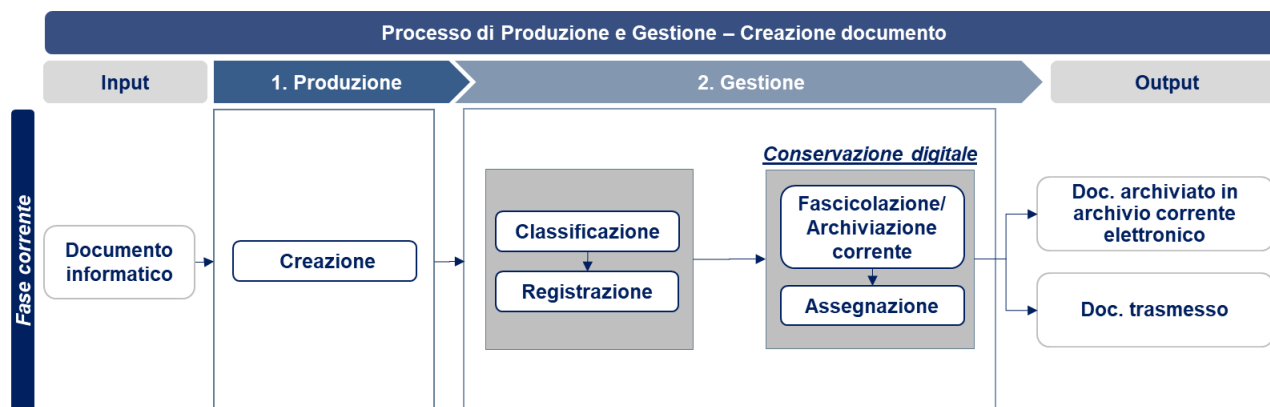 Processo di Produzione e Gestione – Creazione documento
Input
1. Produzione
2. Gestione
Output
Fase corrente
Documento
informatico
Creazione
Classificazione
Registrazione
Conservazione digitale
Fascicolazione/
Archiviazione
corrente
Assegnazione
Doc. archiviato in
archivio corrente
elettronico
Doc. trasmesso